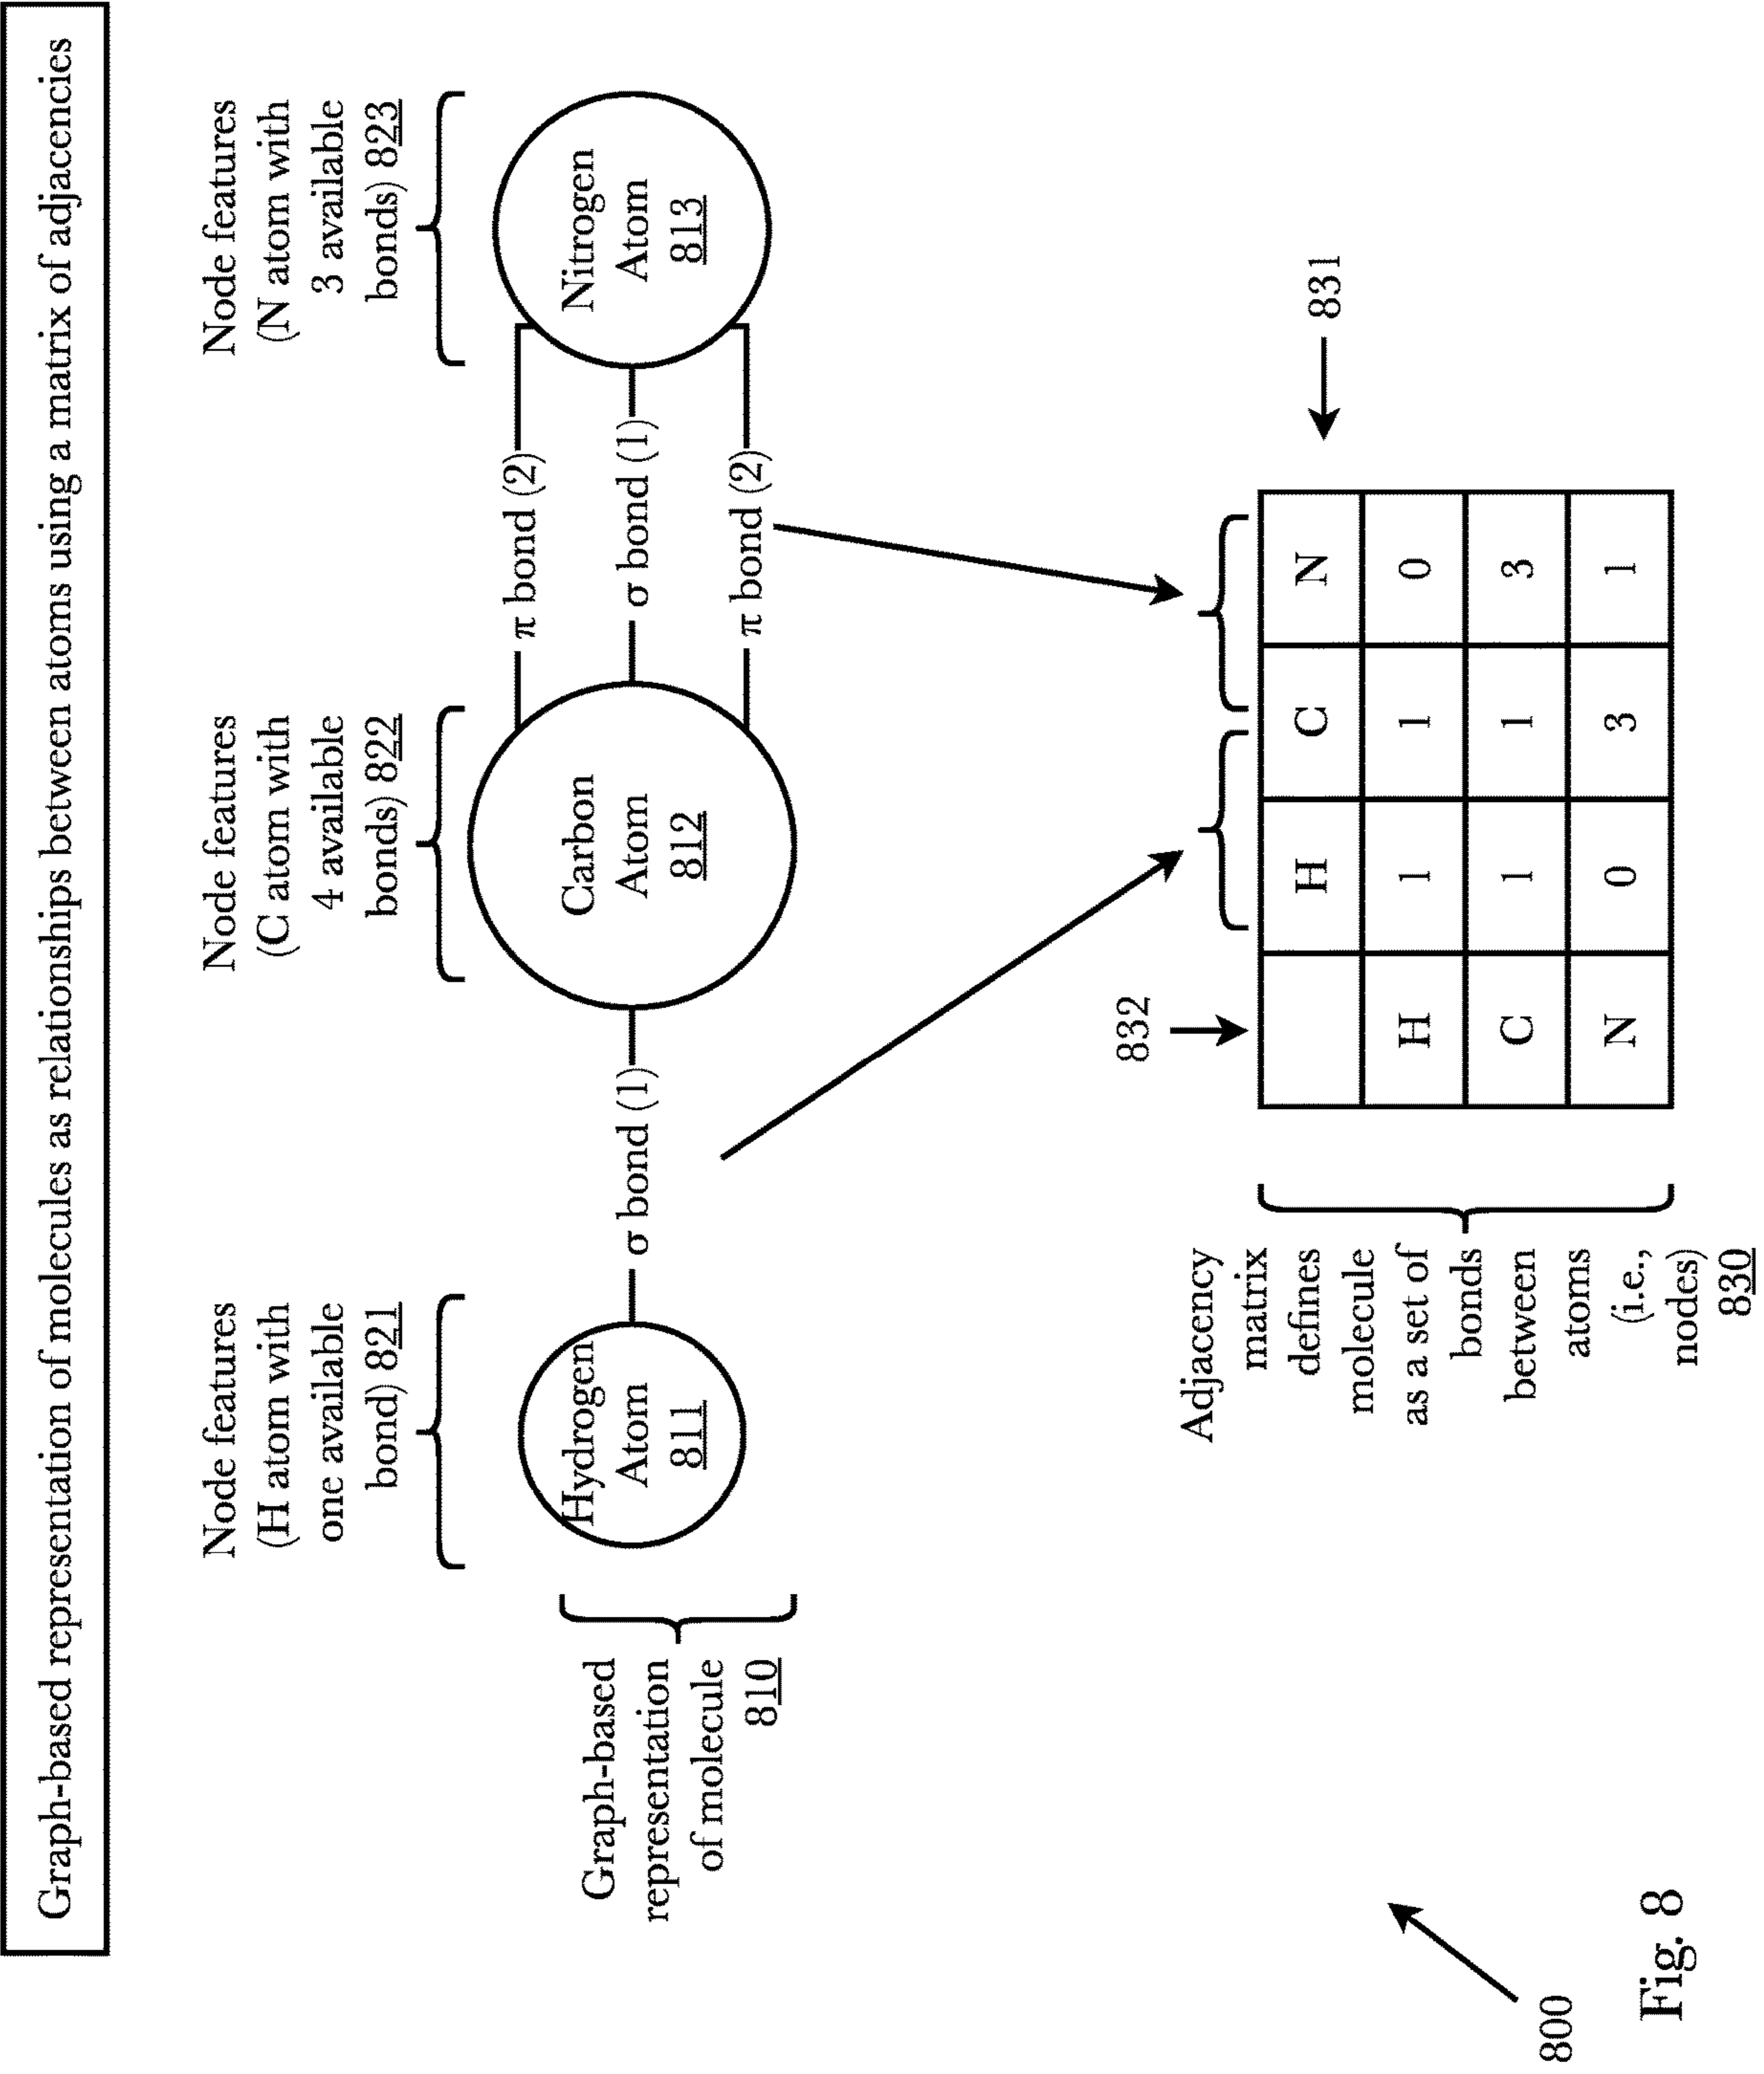 Graph-based representation of molecules as relationships between atoms using a matrix of adjacencies
Node features
(H atom with
one available
bond) 821
Node features
(C atom with
4 available
bonds) 822
Node features
(N atom with
3 available
bonds) 823
Graph-based
representation
of molecule
810
Hydrogen
Atom
811
σ bond (1)
Carbon
Atom
812
π bond (2)
σ bond (1)
π bond (2)
Nitrogen
Atom
813
Adjacency
matrix
defines
molecule
as a set of
bonds
between
atoms
(i.e.,
nodes)
830
832
831
H C N
H 1 1 0
C 1 1 3
N 0 3 1
800
Fig. 8